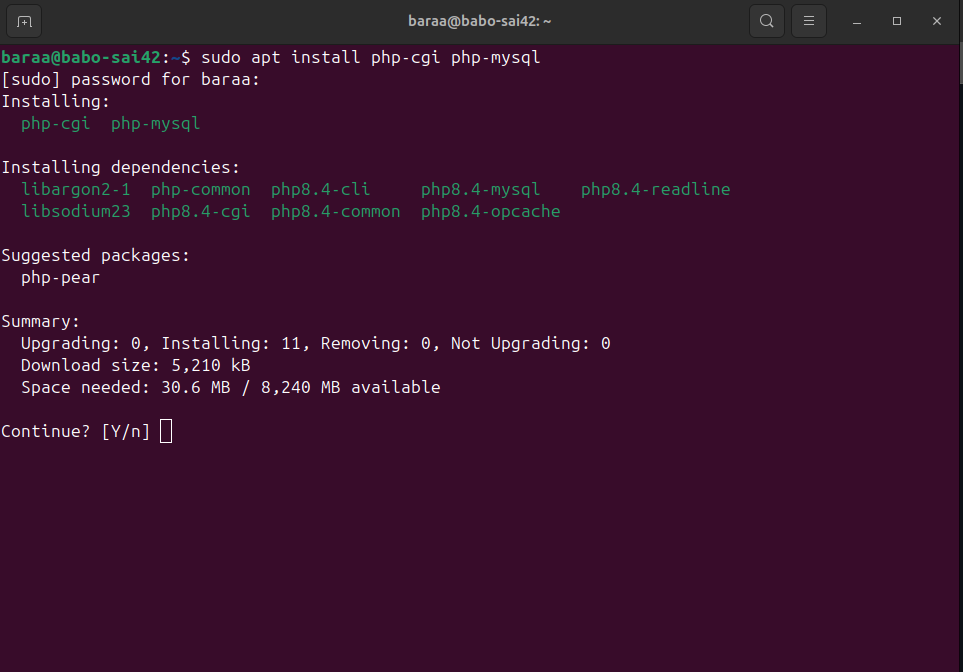 baraa@babo-sai42: ~
baraa@babo-sai42:~$ sudo apt install php-cgi php-mysql
[sudo] password for baraa:
Installing:
  php-cgi  php-mysql

Installing dependencies:
  libargon2-1  php-common  php8.4-cli     php8.4-mysql    php8.4-readline
  libsodium23  php8.4-cgi  php8.4-common  php8.4-opcache

Suggested packages:
  php-pear

Summary:
  Upgrading: 0, Installing: 11, Removing: 0, Not Upgrading: 0
  Download size: 5,210 kB
  Space needed: 30.6 MB / 8,240 MB available

Continue? [Y/n]